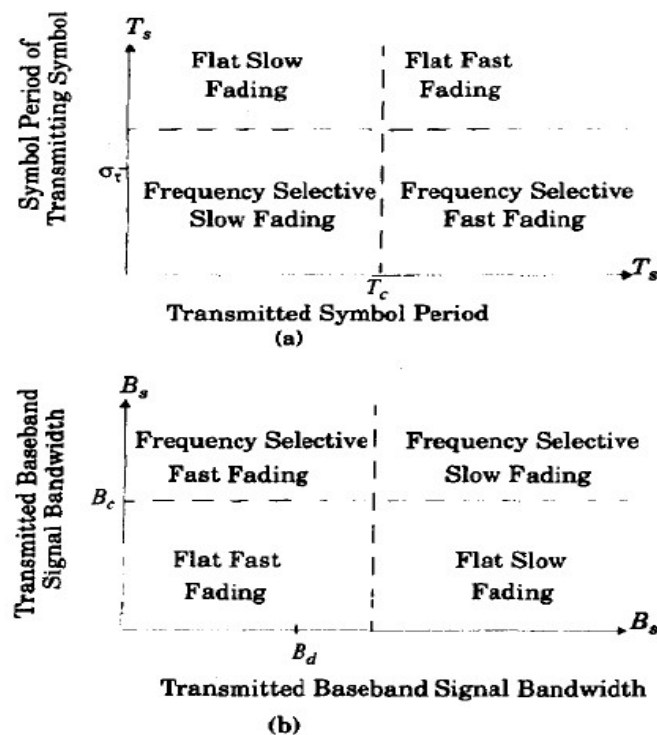 T_s
Symbol Period of
Transmitting Symbol
Flat Slow
Fading
Flat Fast
Fading
σ_τ
Frequency Selective
Slow Fading
Frequency Selective
Fast Fading
T_c
T_s
Transmitted Symbol Period
(a)
B_s
Transmitted Baseband
Signal Bandwidth
Frequency Selective
Fast Fading
Frequency Selective
Slow Fading
B_c
Flat Fast
Fading
Flat Slow
Fading
B_d
B_s
Transmitted Baseband Signal Bandwidth
(b)